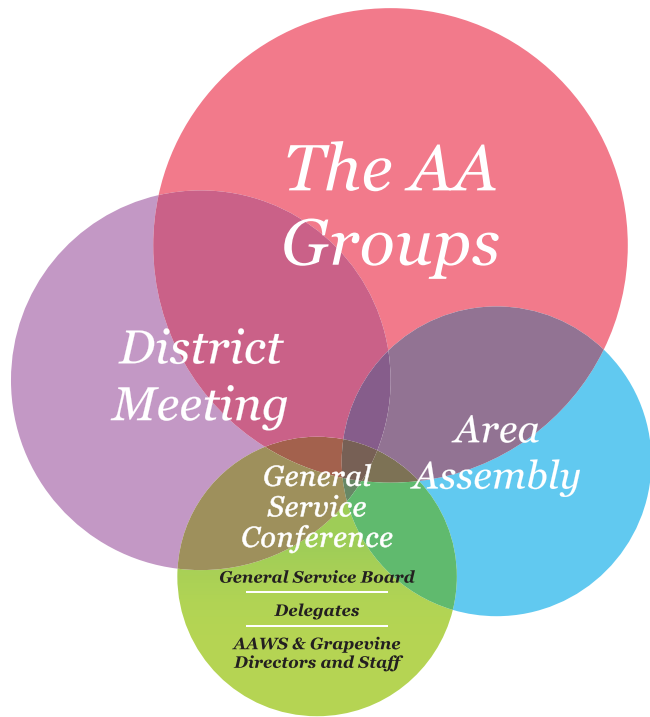 The AA
Groups
District
Meeting
Area
Assembly
General
Service
Conference
General Service Board
Delegates
AAWS & Grapevine
Directors and Staff